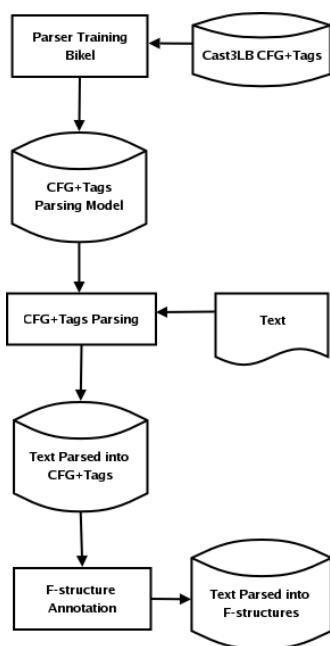 Parser Training
Bikel
Cast3LB CFG+Tags
CFG+Tags
Parsing Model
CFG+Tags Parsing
Text
Text Parsed into
CFG+Tags
F-structure
Annotation
Text Parsed into
F-structures